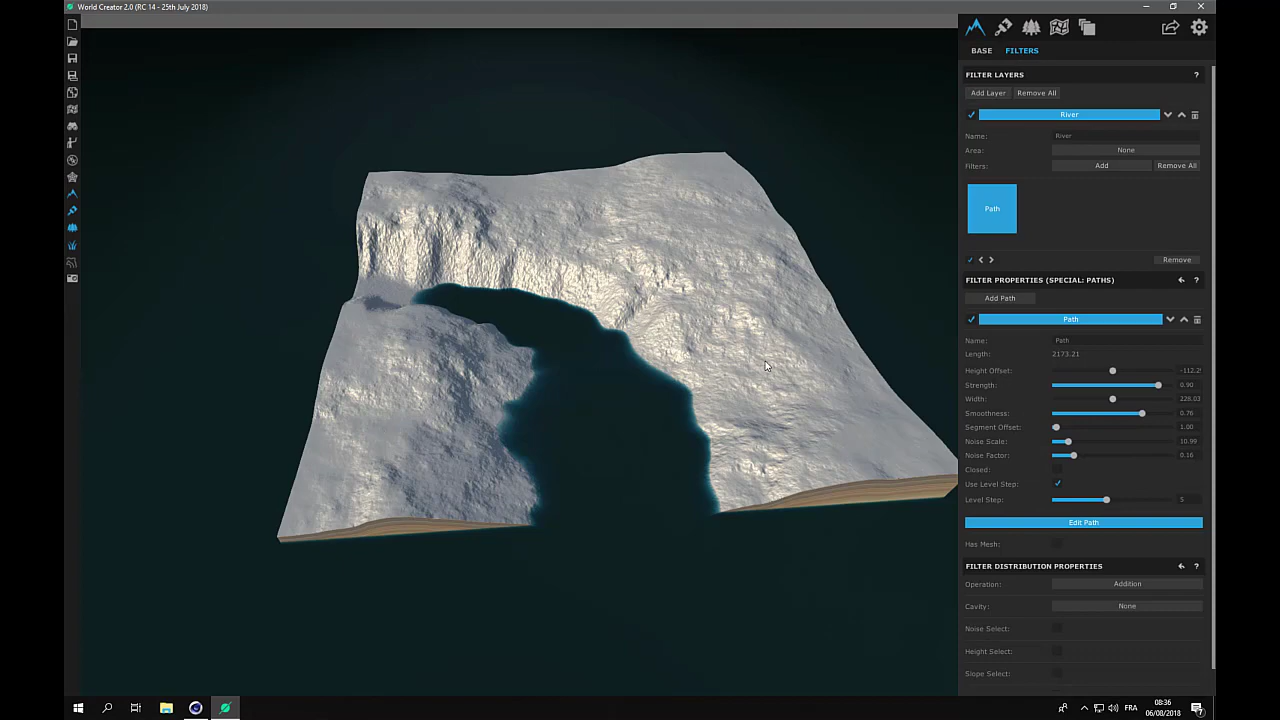 World Creator 2.0 (RC 14 - 25th July 2018)
BASE FILTERS
FILTER LAYERS ?
Add Layer Remove All
River
Name: River
Area: None
Filters: Add Remove All
Path
Remove
FILTER PROPERTIES (SPECIAL: PATHS) ?
Add Path
Path
Name: Path
Length: 2173.21
Height Offset: -112.2
Strength: 0.90
Width: 226.03
Smoothness: 0.76
Segment Offset: 1.00
Noise Scale: 10.99
Noise Factor: 0.16
Closed:
Use Level Step:
Level Step: 5
Edit Path
Has Mesh:
FILTER DISTRIBUTION PROPERTIES ?
Operation: Addition
Cavity: None
Noise Select:
Height Select:
Slope Select:
FRA
08:36
06/08/2018